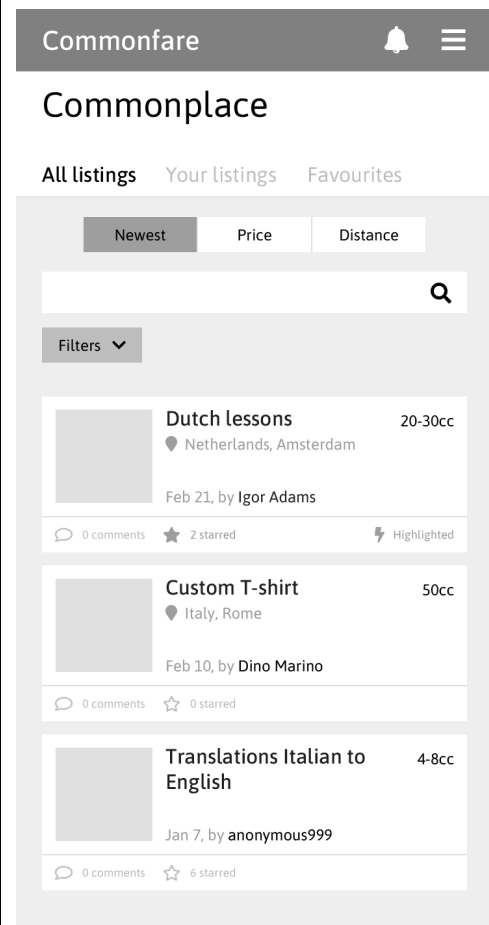 Commonfare
Commonplace
All listings Your listings Favourites
Newest Price Distance
Filters
Dutch lessons 20-30cc
Netherlands, Amsterdam
Feb 21, by Igor Adams
0 comments 2 starred Highlighted
Custom T-shirt 50cc
Italy, Rome
Feb 10, by Dino Marino
0 comments 0 starred
Translations Italian to 4-8cc
English
Jan 7, by anonymous999
0 comments 6 starred